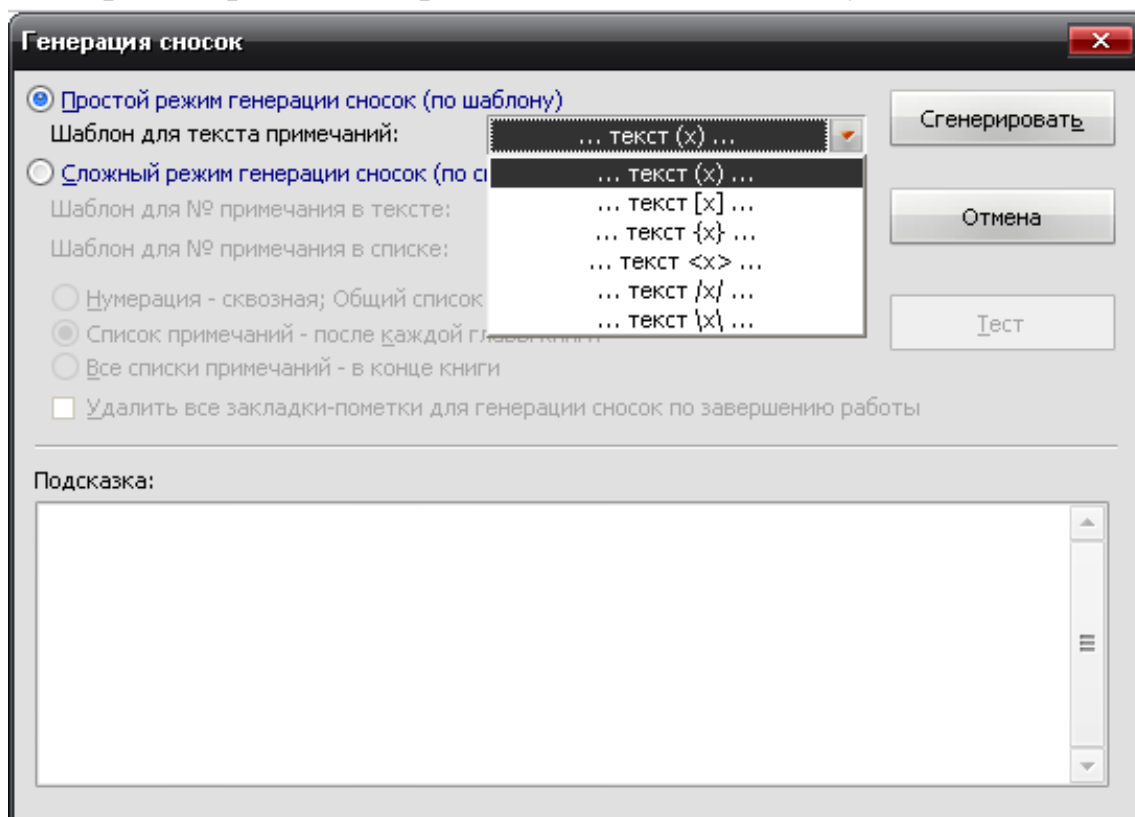 Генерация сносок
Простой режим генерации сносок (по шаблону)
Сгенерировать
Шаблон для текста примечаний:
... текст (x) ...
Сложный режим генерации сносок (по
... текст (x) ...
Шаблон для № примечания в тексте:
... текст [x] ...
Отмена
... текст {x} ...
Шаблон для № примечания в списке:
... текст <x> ...
Нумерация - сквозная; Общий список
... текст /x/ ...
Список примечаний - после каждой главы книги
... текст \x\ ...
Тест
Все списки примечаний - в конце книги
Удалить все закладки-пометки для генерации сносок по завершению работы
Подсказка: